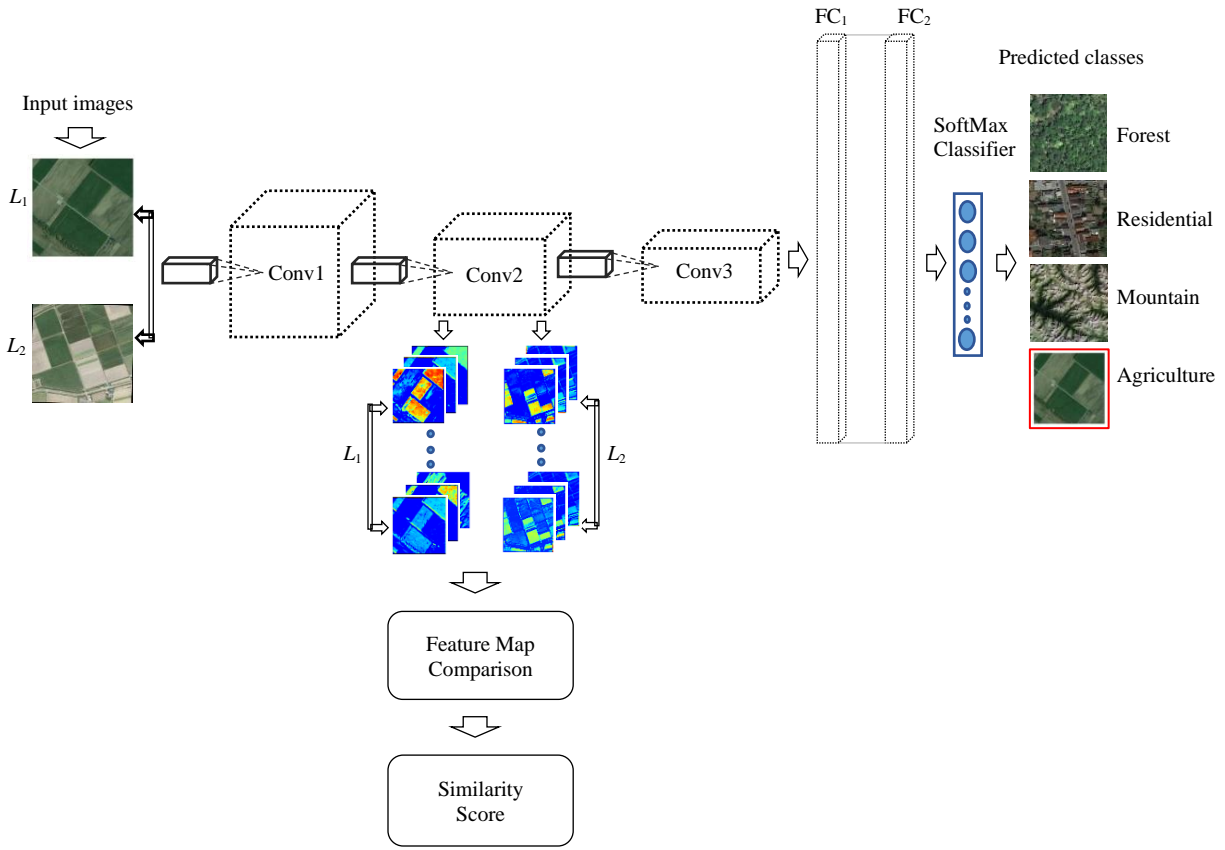 FC1 FC2
Predicted classes
Input images
SoftMax
Classifier
Forest
L1
Residential
Conv1
Conv2
Conv3
Mountain
L2
Agriculture
L1
L2
Feature Map
Comparison
Similarity
Score